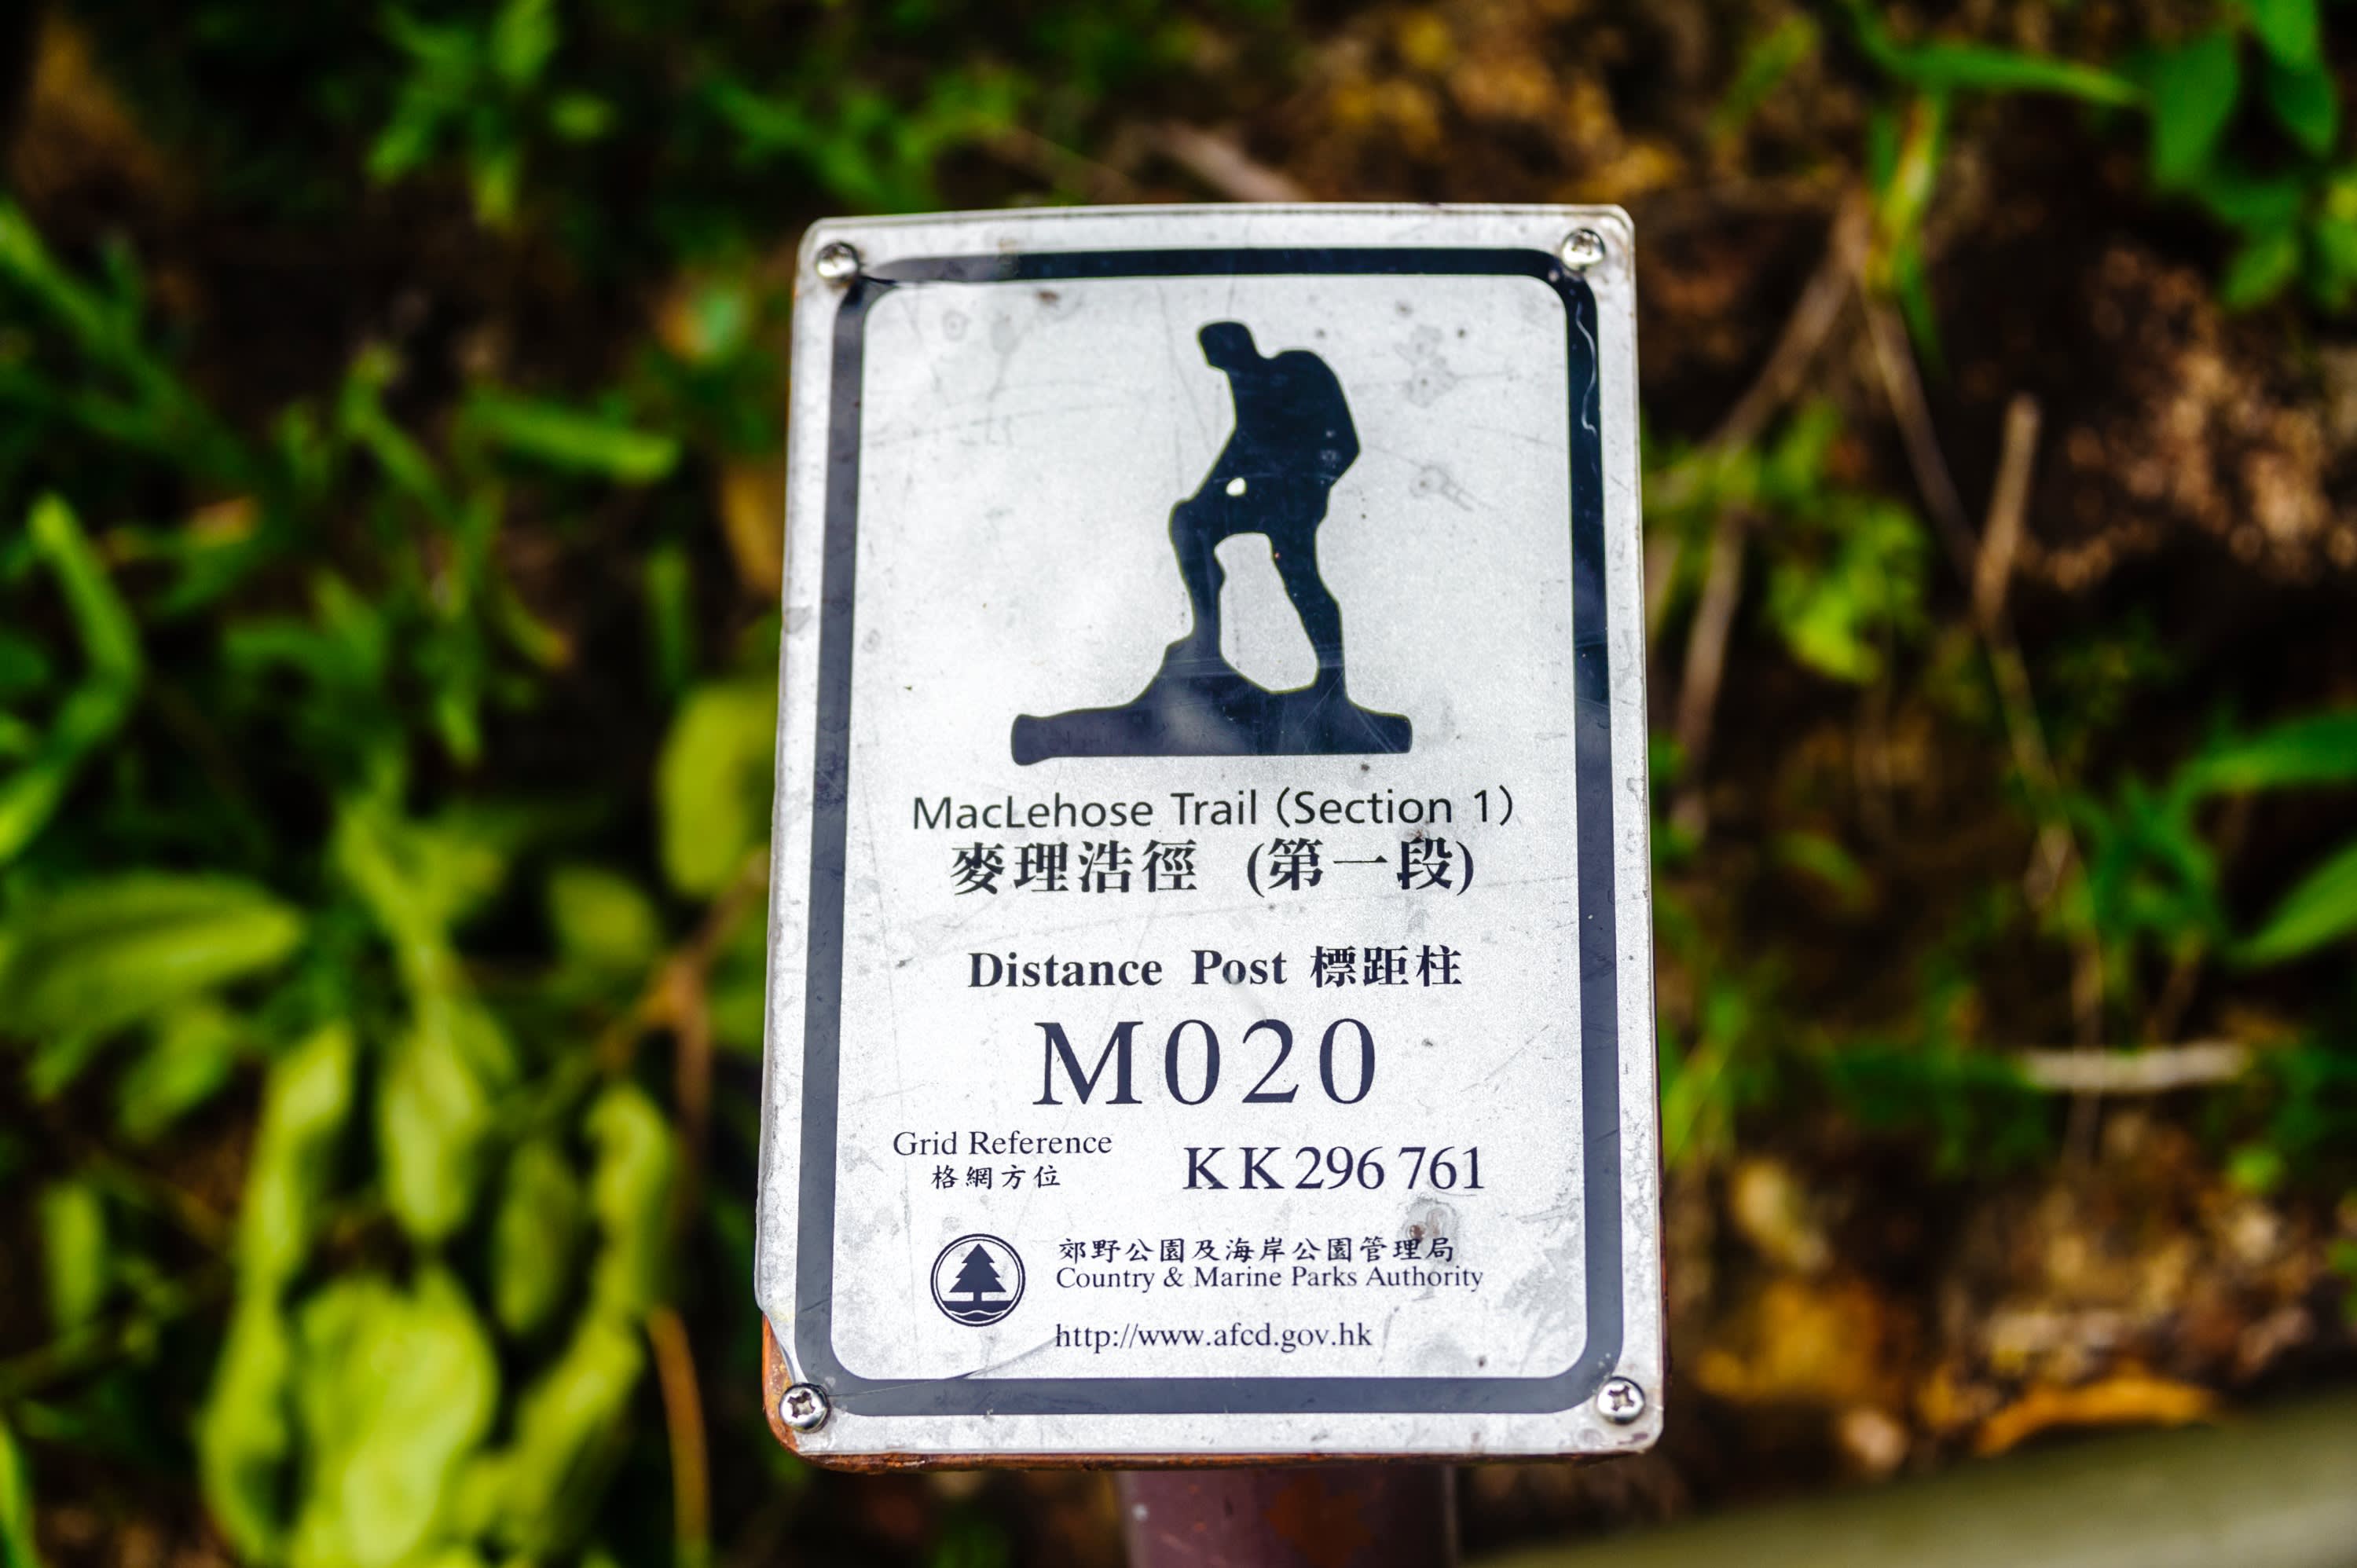 MacLehose Trail (Section 1)
麥理浩徑 (第一段)
Distance Post 標距柱
M020
Grid Reference
格網方位
KK296 761
郊野公園及海岸公園管理局
Country & Marine Parks Authority
http://www.afcd.gov.hk